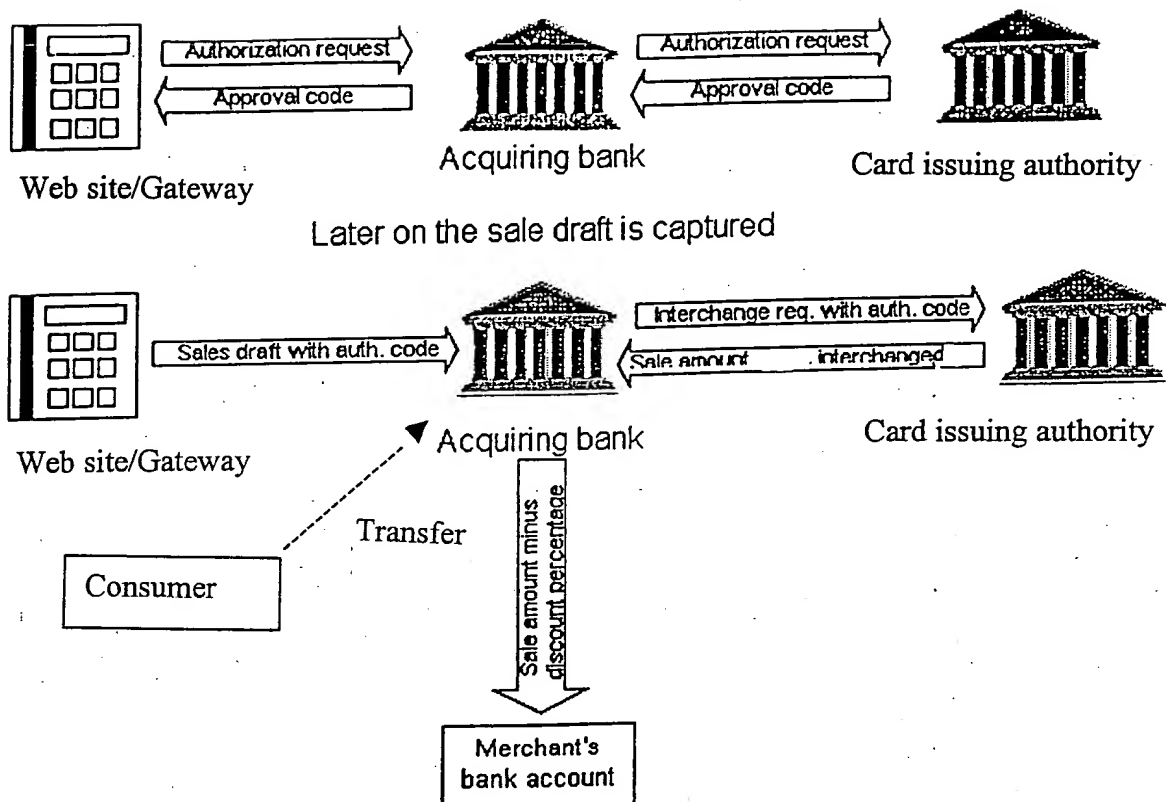 Authorization request
Authorization request
Approval code
Approval code
Acquiring bank
Card issuing authority
Web site/Gateway
Later on the sale draft is captured
Interchange req. with auth. code
Sales draft with auth. code
Sale amount interchanged
Acquiring bank
Card issuing authority
Web site/Gateway
Transfer
Consumer
Sale amount minus
discount percentage
Merchant's
bank account